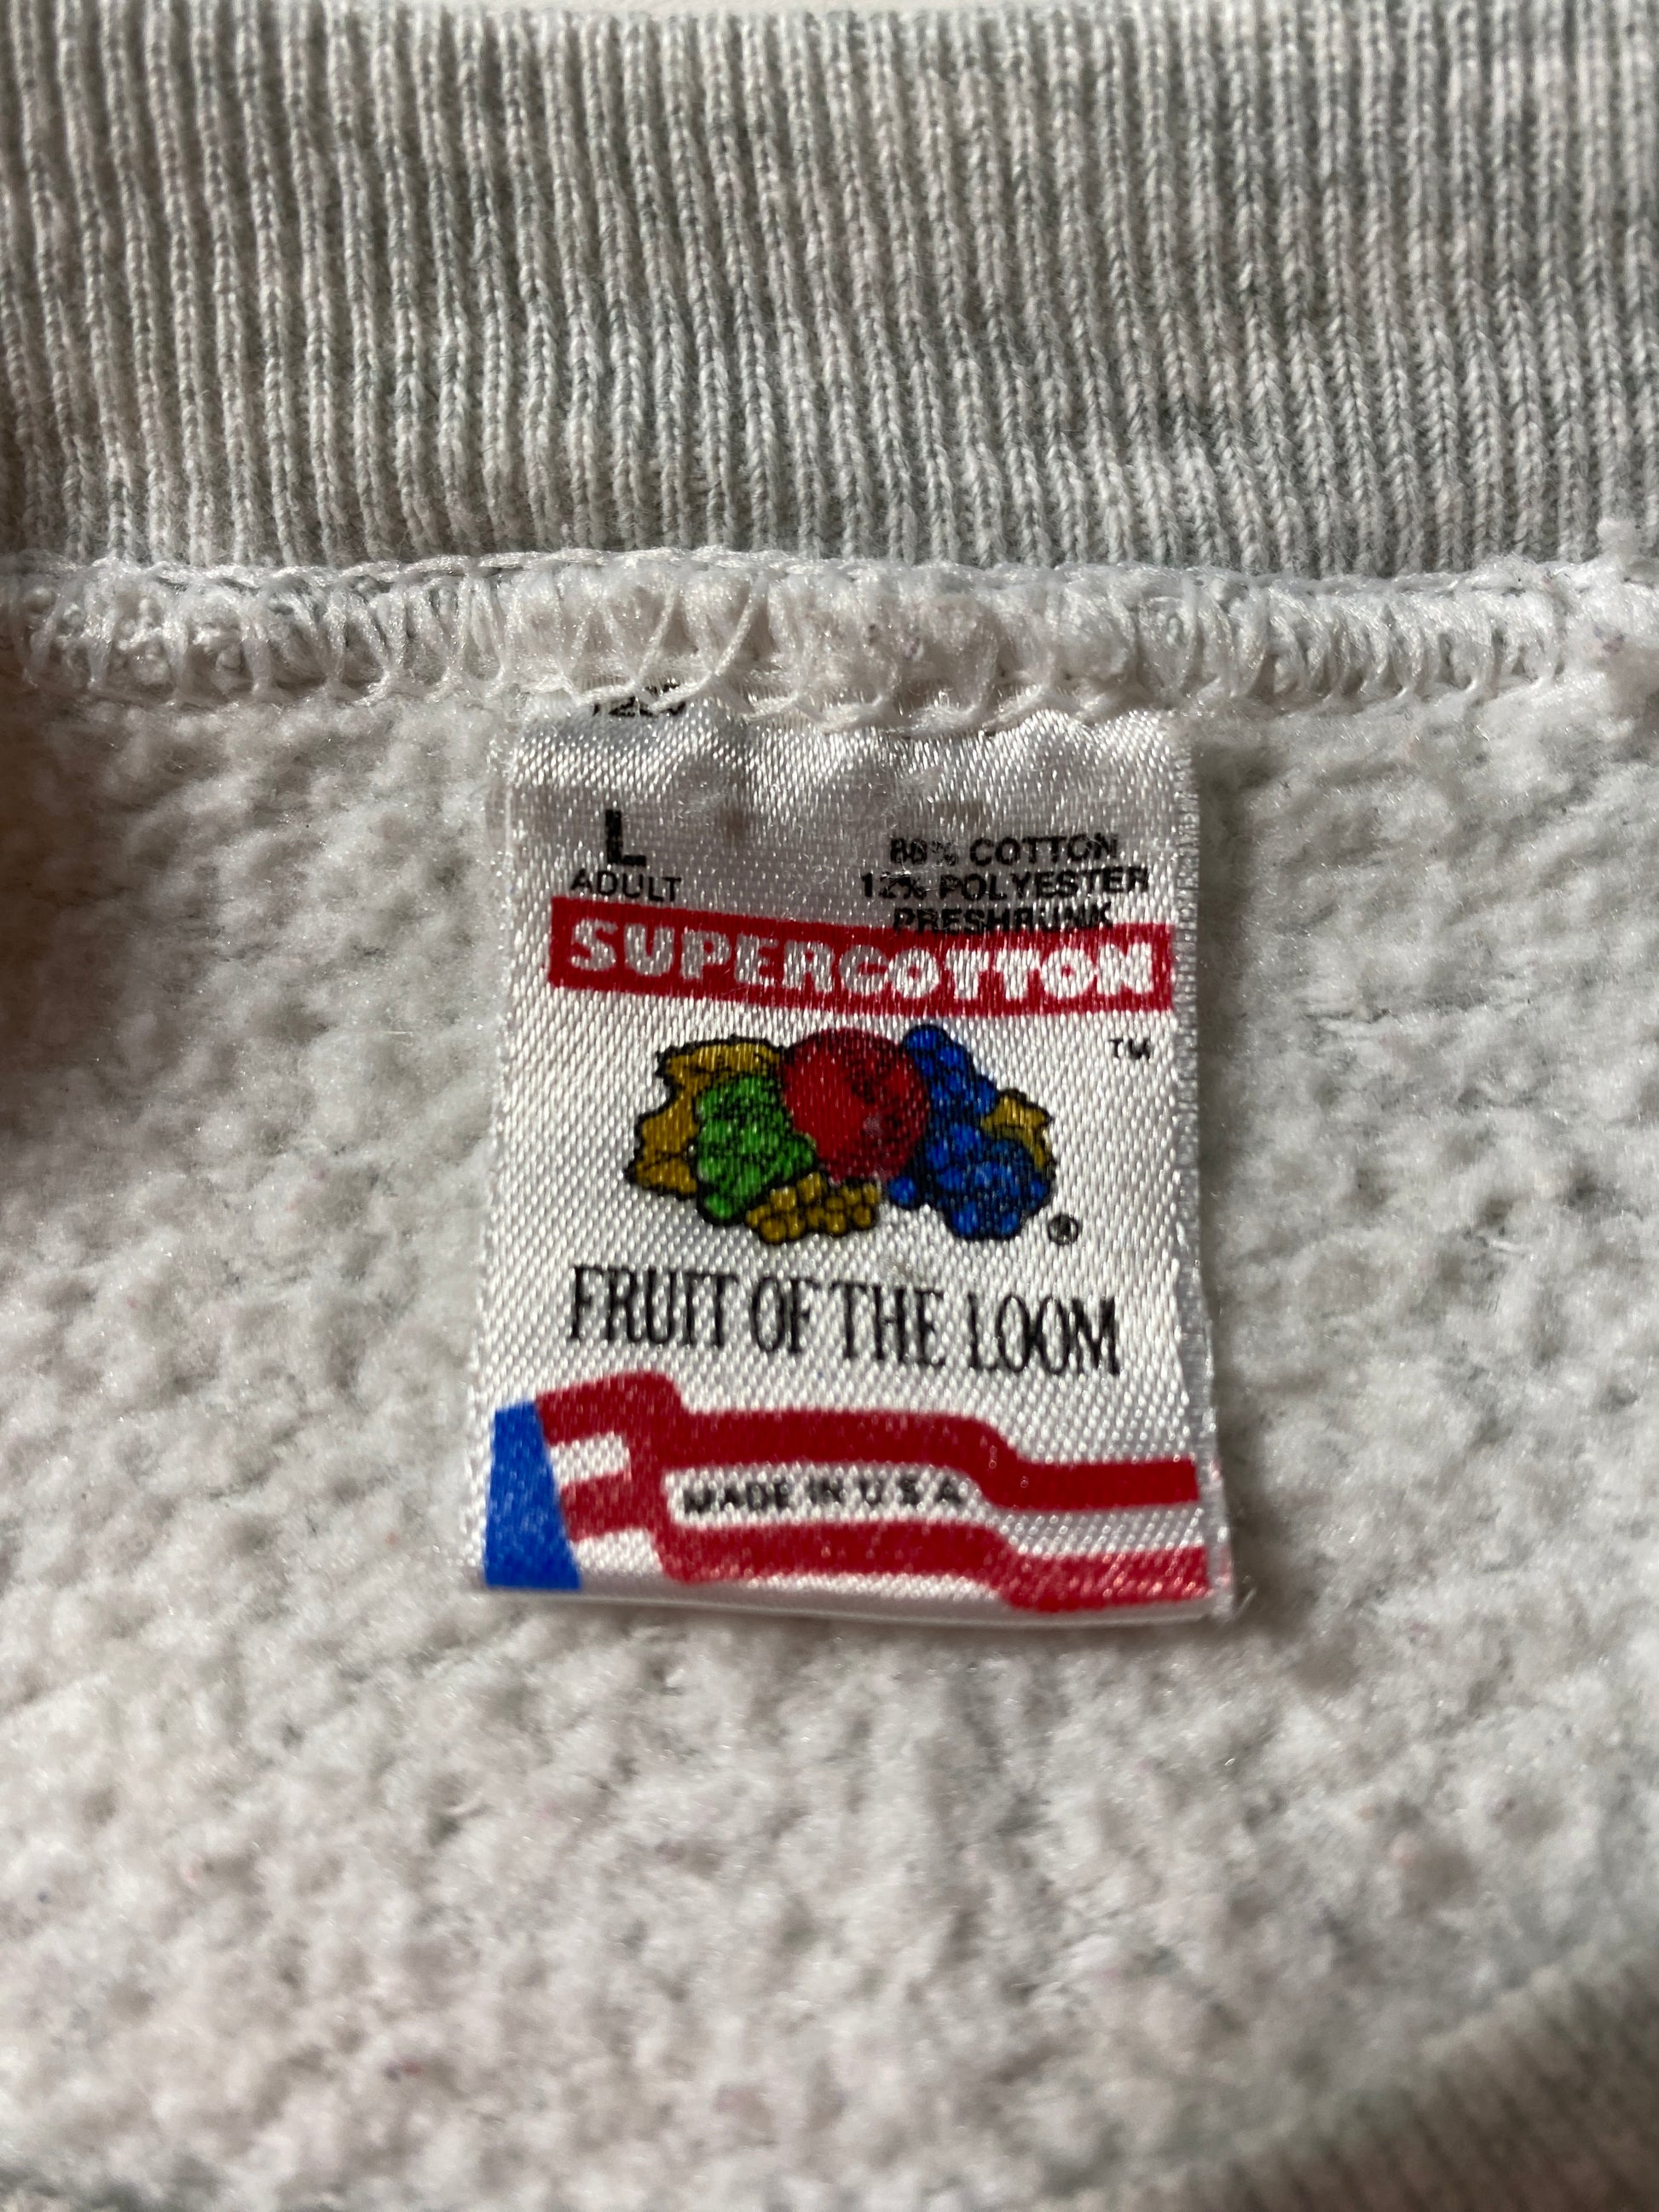 L
ADULT
88% COTTON
12% POLYESTER
PRESHRUNK
SUPERCOTTON
TM
®
FRUIT OF THE LOOM
MADE IN U S A